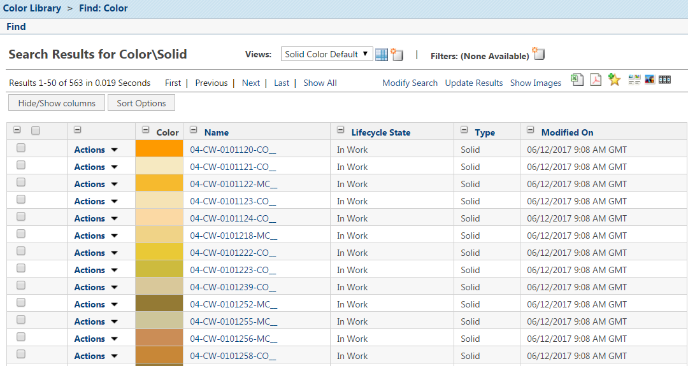 Color Library > Find: Color
Find
Search Results for Color\Solid Views: Solid Color Default | Filters: (None Available)
Results 1-50 of 563 in 0.019 Seconds First | Previous | Next | Last | Show All Modify Search Update Results Show Images
Hide/Show columns Sort Options
Color Name Lifecycle State Type Modified On
Actions 04-CW-0101120-CO__ In Work Solid 06/12/2017 9:08 AM GMT
Actions 04-CW-0101121-CO__ In Work Solid 06/12/2017 9:08 AM GMT
Actions 04-CW-0101122-MC__ In Work Solid 06/12/2017 9:08 AM GMT
Actions 04-CW-0101123-CO__ In Work Solid 06/12/2017 9:08 AM GMT
Actions 04-CW-0101124-CO__ In Work Solid 06/12/2017 9:08 AM GMT
Actions 04-CW-0101218-MC__ In Work Solid 06/12/2017 9:08 AM GMT
Actions 04-CW-0101222-CO__ In Work Solid 06/12/2017 9:08 AM GMT
Actions 04-CW-0101223-CO__ In Work Solid 06/12/2017 9:08 AM GMT
Actions 04-CW-0101239-CO__ In Work Solid 06/12/2017 9:08 AM GMT
Actions 04-CW-0101252-MC__ In Work Solid 06/12/2017 9:08 AM GMT
Actions 04-CW-0101255-MC__ In Work Solid 06/12/2017 9:08 AM GMT
Actions 04-CW-0101256-MC__ In Work Solid 06/12/2017 9:08 AM GMT
Actions 04-CW-0101258-CO__ In Work Solid 06/12/2017 9:08 AM GMT